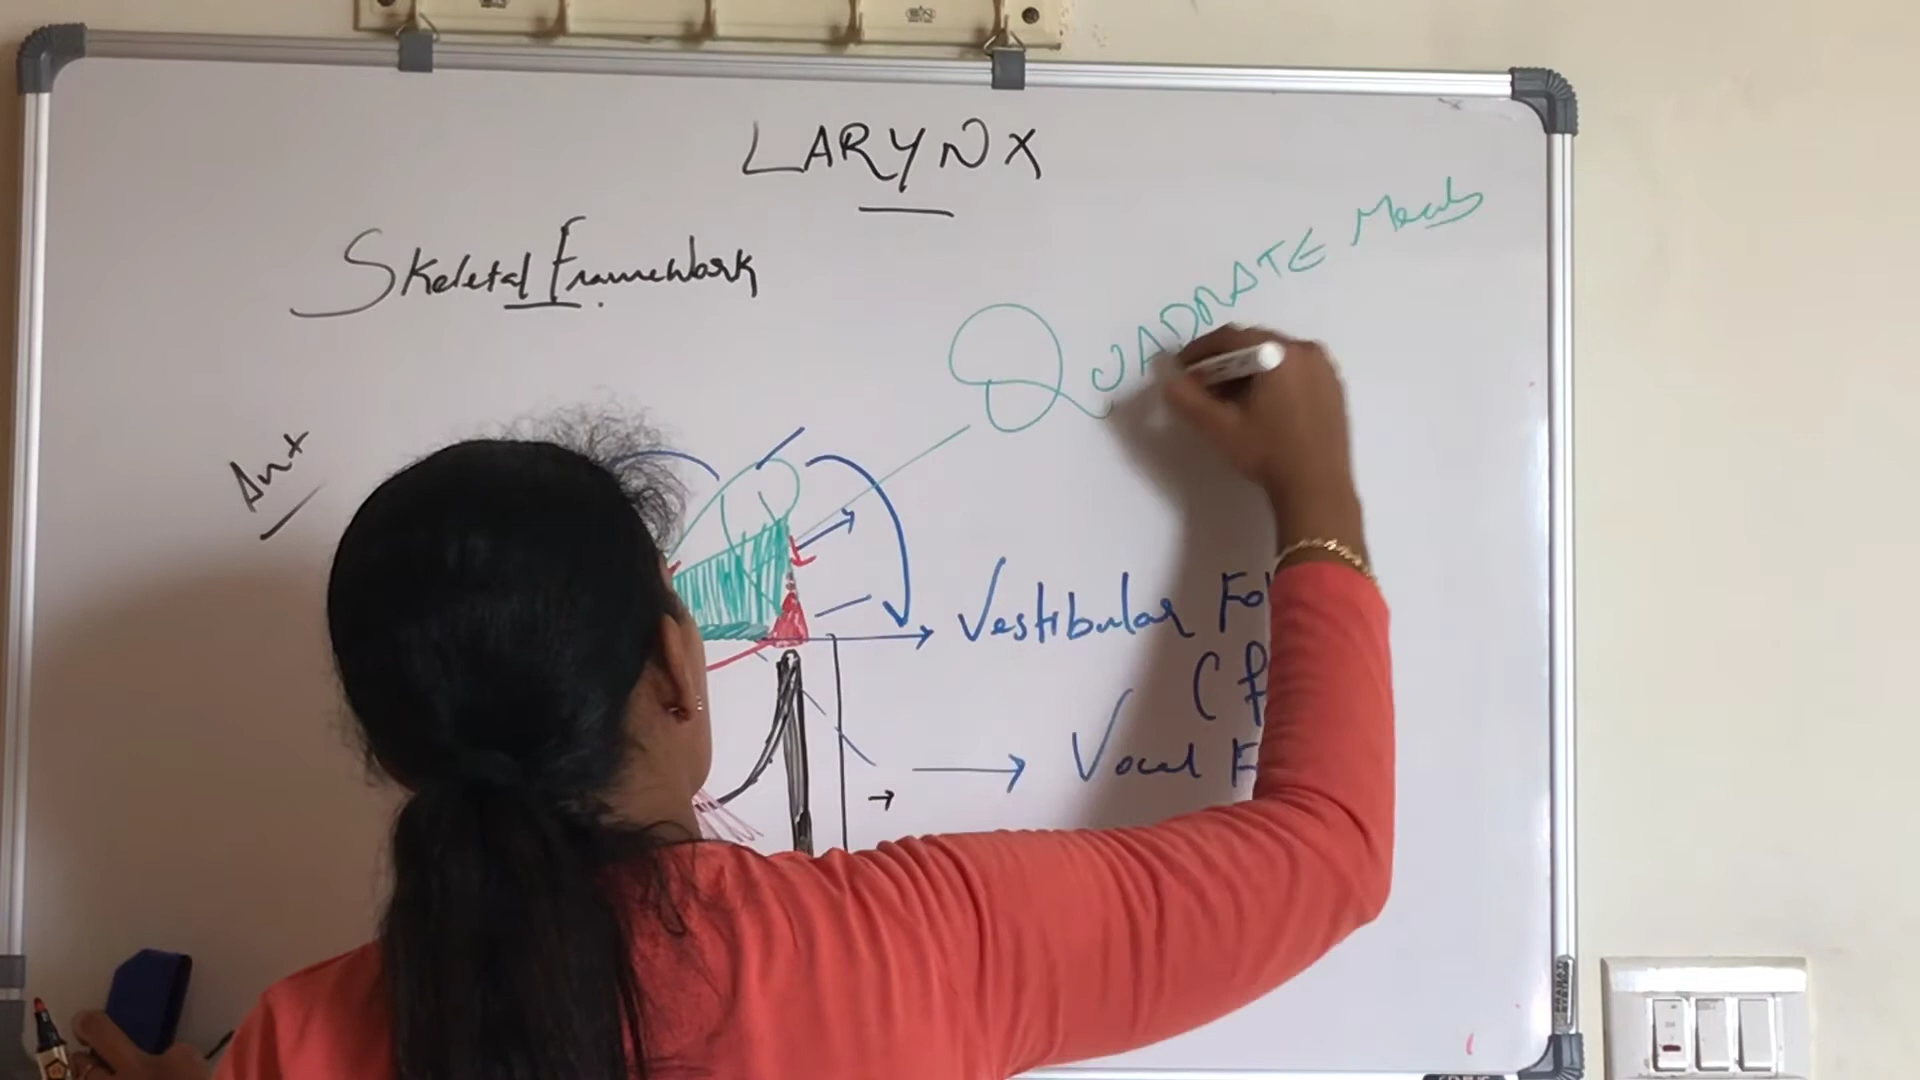 LARYNX
Skeletal Framework
QUADRATE Memb
Ant
Vestibular Fo
(f
Vocal F